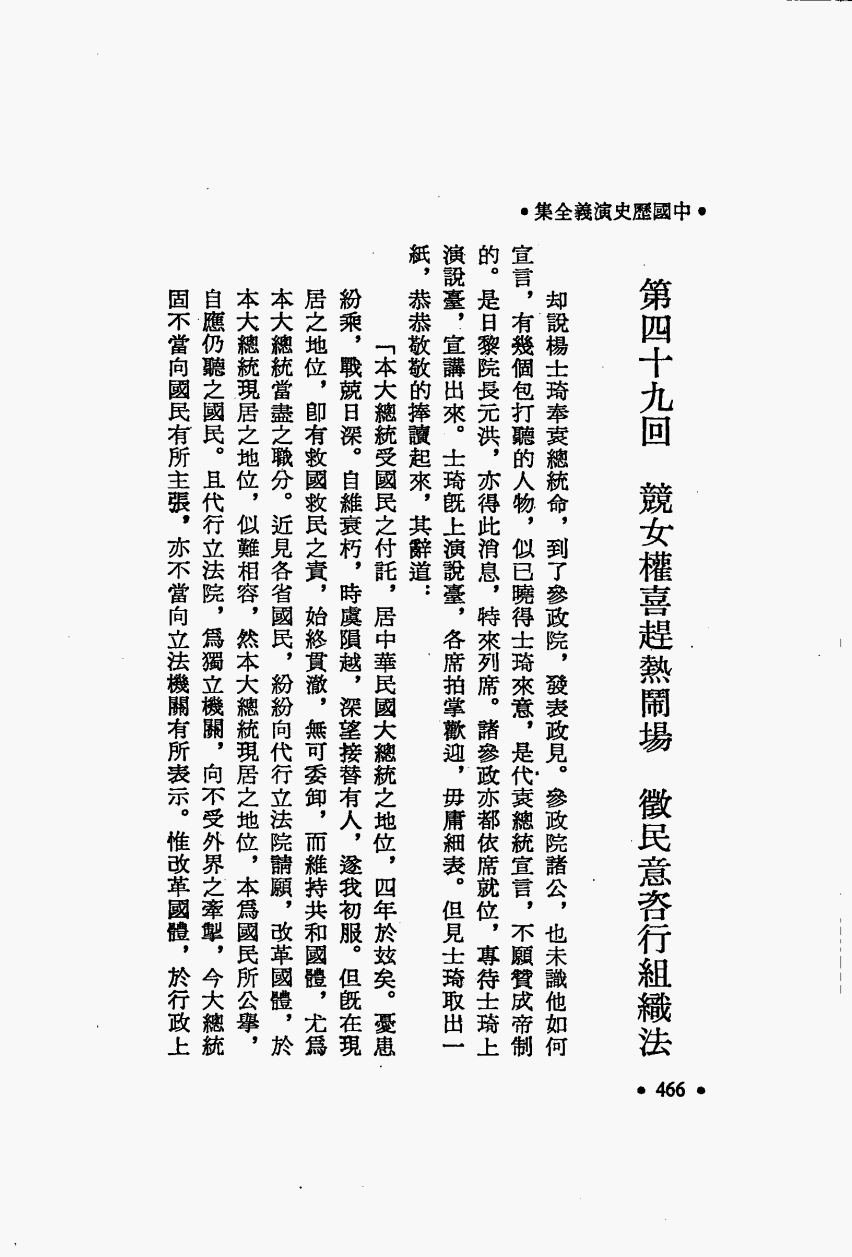 •中國歷史演義全集•
第四十九回　競女權喜趕熱鬧場　徵民意咨行組織法
却說楊士琦奉袁總統命，到了參政院，發表政見。參政院諸公，也未識他如何
宣言，有幾個包打聽的人物，似已曉得士琦來意，是代袁總統宣言，不願贊成帝制
的。是日黎院長元洪，亦得此消息，特來列席。諸參政亦都依席就位，專待士琦上
演說臺，宣講出來。士琦既上演說臺，各席拍掌歡迎，毋庸細表。但見士琦取出一
紙，恭恭敬敬的捧讀起來，其辭道：
「本大總統受國民之付託，居中華民國大總統之地位，四年於茲矣。憂患
紛乘，戰兢日深。自維衰朽，時虞隕越，深望接替有人，遂我初服。但既在現
居之地位，卽有救國救民之責，始終貫澈，無可委卸，而維持共和國體，尤爲
本大總統當盡之職分。近見各省國民，紛紛向代行立法院請願，改革國體，於
本大總統現居之地位，似難相容，然本大總統現居之地位，本爲國民所公舉，
自應仍聽之國民。且代行立法院，爲獨立機關，向不受外界之牽掣，今大總統
固不當向國民有所主張，亦不當向立法機關有所表示。惟改革國體，於行政上
• 466 •